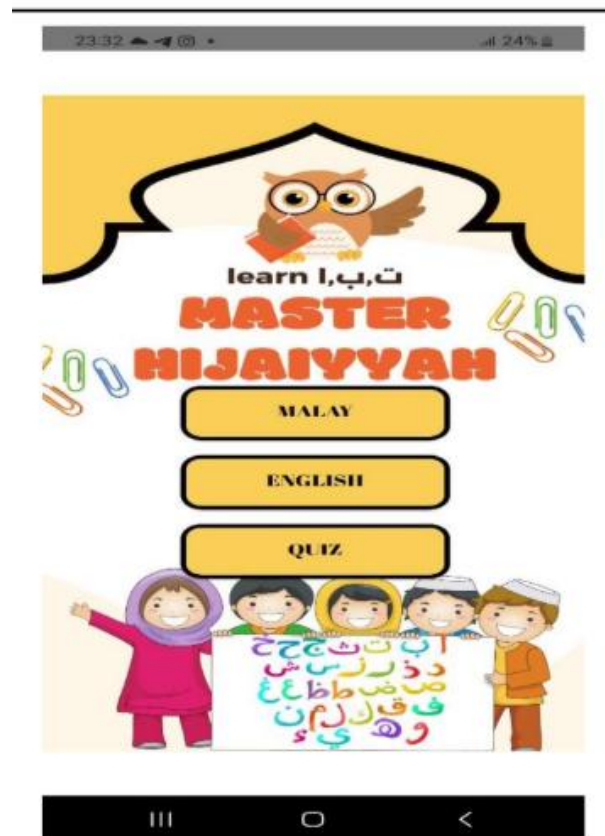 23:32
24%
learn ا,ب,ت
MASTER
HIJAIYYAH
MALAY
ENGLISH
QUIZ
ا ب ت ث ج ح خ
د ذ ر ز س ش
ص ض ط ظ ع غ
ف ق ك ل م ن
و ه ي ء